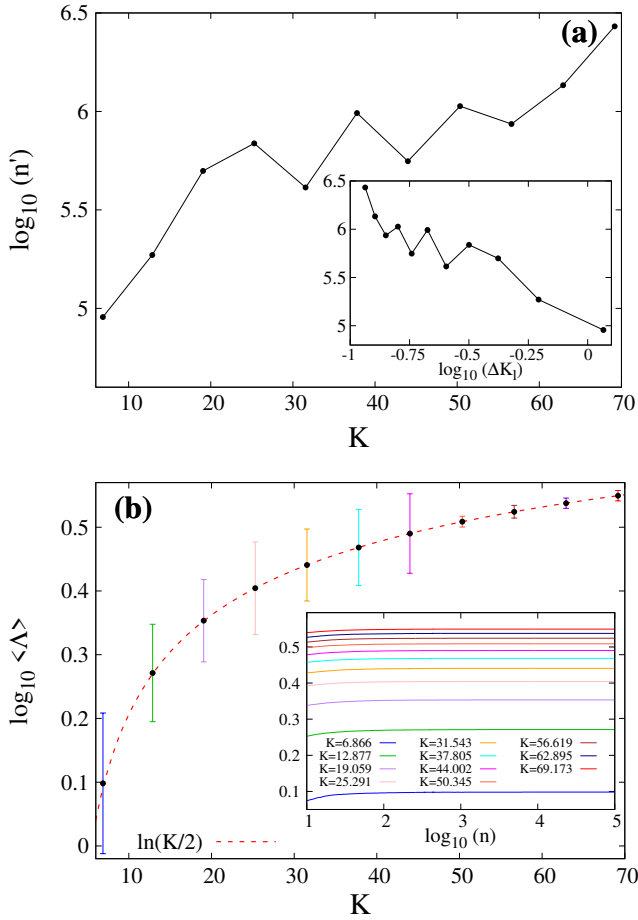 (a)
log10 (n')
6.5
6
5.5
5
10 20 30 40 50 60 70
K
6.5
6
5.5
5
-1 -0.75 -0.5 -0.25 0
log10 (ΔKl)
(b)
log10 <Λ>
0.5
0.4
0.3
0.2
0.1
0
10 20 30 40 50 60 70
K
ln(K/2)
0.5
0.4
0.3
0.2
0.1
K=6.866 K=31.543 K=56.619
K=12.877 K=37.805 K=62.895
K=19.059 K=44.002 K=69.173
K=25.291 K=50.345
1 2 3 4 5
log10 (n)